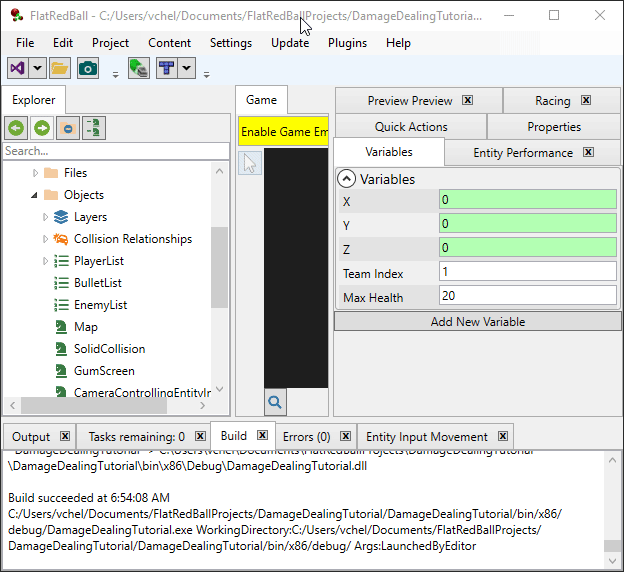 FlatRedBall - C:/Users/vchel/Documents/FlatRedBallProjects/DamageDealingTutoria...
File Edit Project Content Settings Update Plugins Help
Explorer
Search...
Files
Objects
Layers
Collision Relationships
PlayerList
BulletList
EnemyList
Map
SolidCollision
GumScreen
CameraControllingEntityIn
Game
Enable Game Em
Preview Preview Racing
Quick Actions Properties
Variables Entity Performance
Variables
X 0
Y 0
Z 0
Team Index 1
Max Health 20
Add New Variable
Output Tasks remaining: 0 Build Errors (0) Entity Input Movement
\DamageDealingTutorial\bin\x86\Debug\DamageDealingTutorial.dll
Build succeeded at 6:54:08 AM
C:/Users/vchel/Documents/FlatRedBallProjects/DamageDealingTutorial/DamageDealingTutorial/bin/x86/
debug/DamageDealingTutorial.exe WorkingDirectory:C:/Users/vchel/Documents/FlatRedBallProjects/
DamageDealingTutorial/DamageDealingTutorial/bin/x86/debug/ Args:LaunchedByEditor